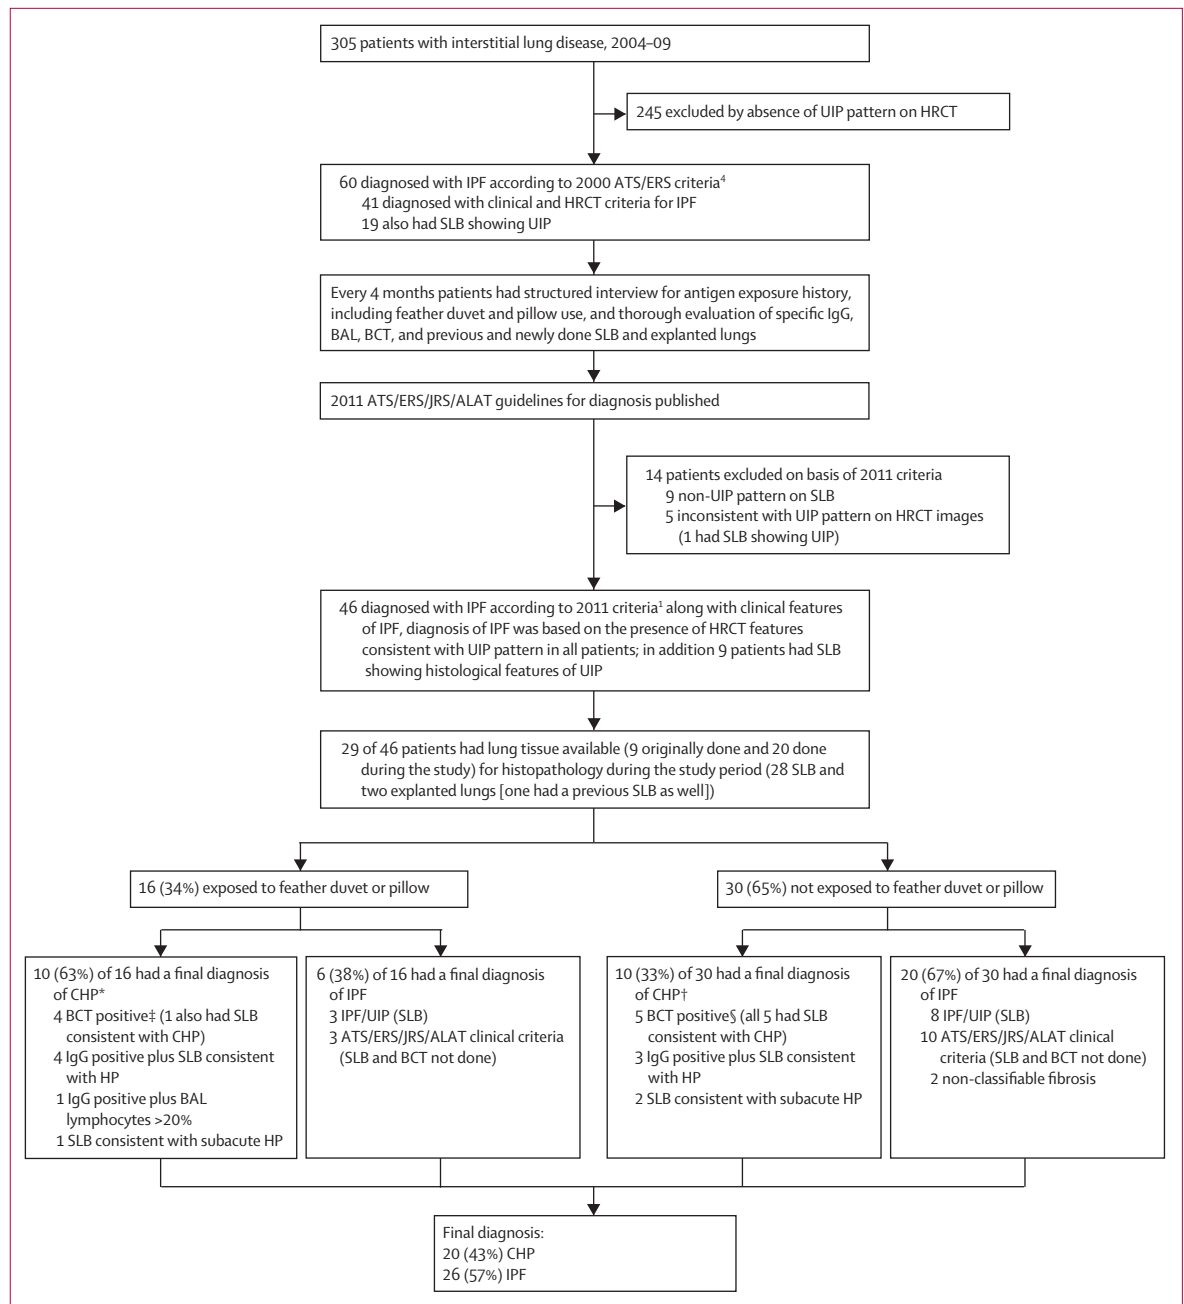 305 patients with interstitial lung disease, 2004–09
245 excluded by absence of UIP pattern on HRCT
60 diagnosed with IPF according to 2000 ATS/ERS criteria⁴
41 diagnosed with clinical and HRCT criteria for IPF
19 also had SLB showing UIP
Every 4 months patients had structured interview for antigen exposure history,
including feather duvet and pillow use, and thorough evaluation of specific IgG,
BAL, BCT, and previous and newly done SLB and explanted lungs
2011 ATS/ERS/JRS/ALAT guidelines for diagnosis published
14 patients excluded on basis of 2011 criteria
9 non-UIP pattern on SLB
5 inconsistent with UIP pattern on HRCT images
(1 had SLB showing UIP)
46 diagnosed with IPF according to 2011 criteria¹ along with clinical features
of IPF, diagnosis of IPF was based on the presence of HRCT features
consistent with UIP pattern in all patients; in addition 9 patients had SLB
showing histological features of UIP
29 of 46 patients had lung tissue available (9 originally done and 20 done
during the study) for histopathology during the study period (28 SLB and
two explanted lungs [one had a previous SLB as well])
16 (34%) exposed to feather duvet or pillow
30 (65%) not exposed to feather duvet or pillow
10 (63%) of 16 had a final diagnosis
of CHP*
4 BCT positive‡ (1 also had SLB
consistent with CHP)
4 IgG positive plus SLB consistent
with HP
1 IgG positive plus BAL
lymphocytes >20%
1 SLB consistent with subacute HP
6 (38%) of 16 had a final diagnosis
of IPF
3 IPF/UIP (SLB)
3 ATS/ERS/JRS/ALAT clinical criteria
(SLB and BCT not done)
10 (33%) of 30 had a final diagnosis
of CHP†
5 BCT positive§ (all 5 had SLB
consistent with CHP)
3 IgG positive plus SLB consistent
with HP
2 SLB consistent with subacute HP
20 (67%) of 30 had a final diagnosis
of IPF
8 IPF/UIP (SLB)
10 ATS/ERS/JRS/ALAT clinical
criteria (SLB and BCT not done)
2 non-classifiable fibrosis
Final diagnosis:
20 (43%) CHP
26 (57%) IPF